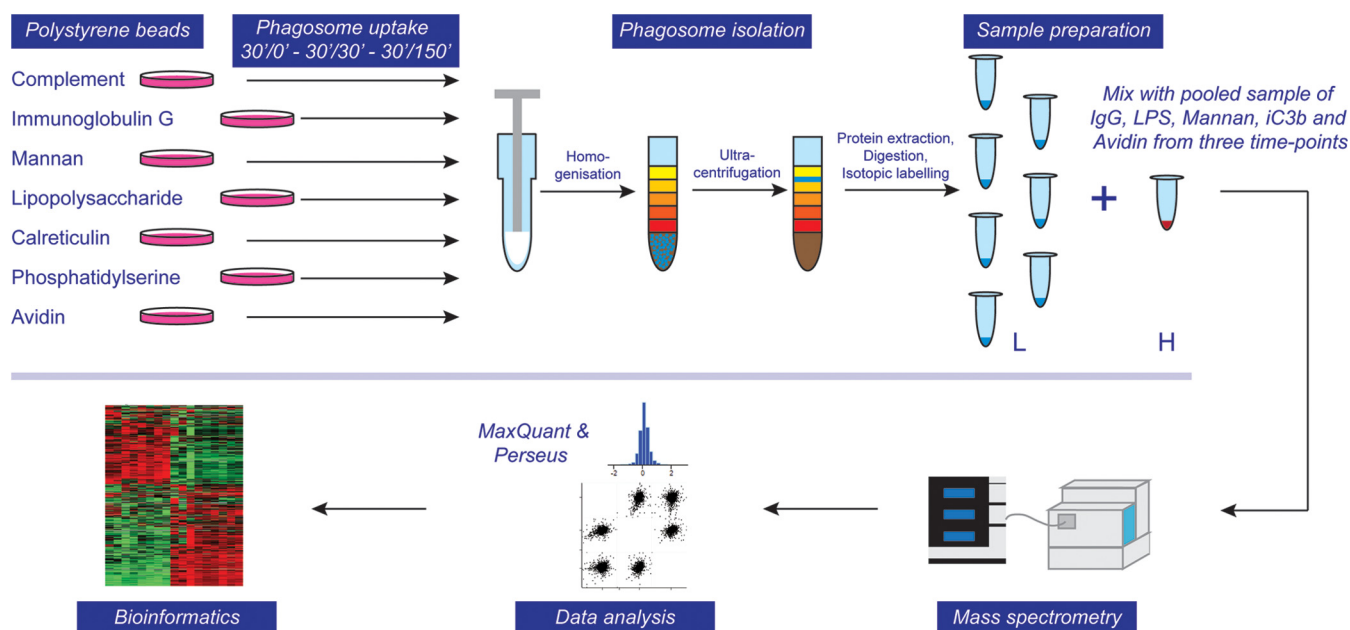 Polystyrene beads
Phagosome uptake
30'/0' - 30'/30' - 30'/150'
Phagosome isolation
Sample preparation
Complement
Immunoglobulin G
Mannan
Lipopolysaccharide
Calreticulin
Phosphatidylserine
Avidin
Homo-
genisation
Ultra-
centrifugation
Protein extraction,
Digestion,
Isotopic labelling
Mix with pooled sample of
IgG, LPS, Mannan, iC3b and
Avidin from three time-points
+
L
H
MaxQuant &
Perseus
-2 0 2
Bioinformatics
Data analysis
Mass spectrometry